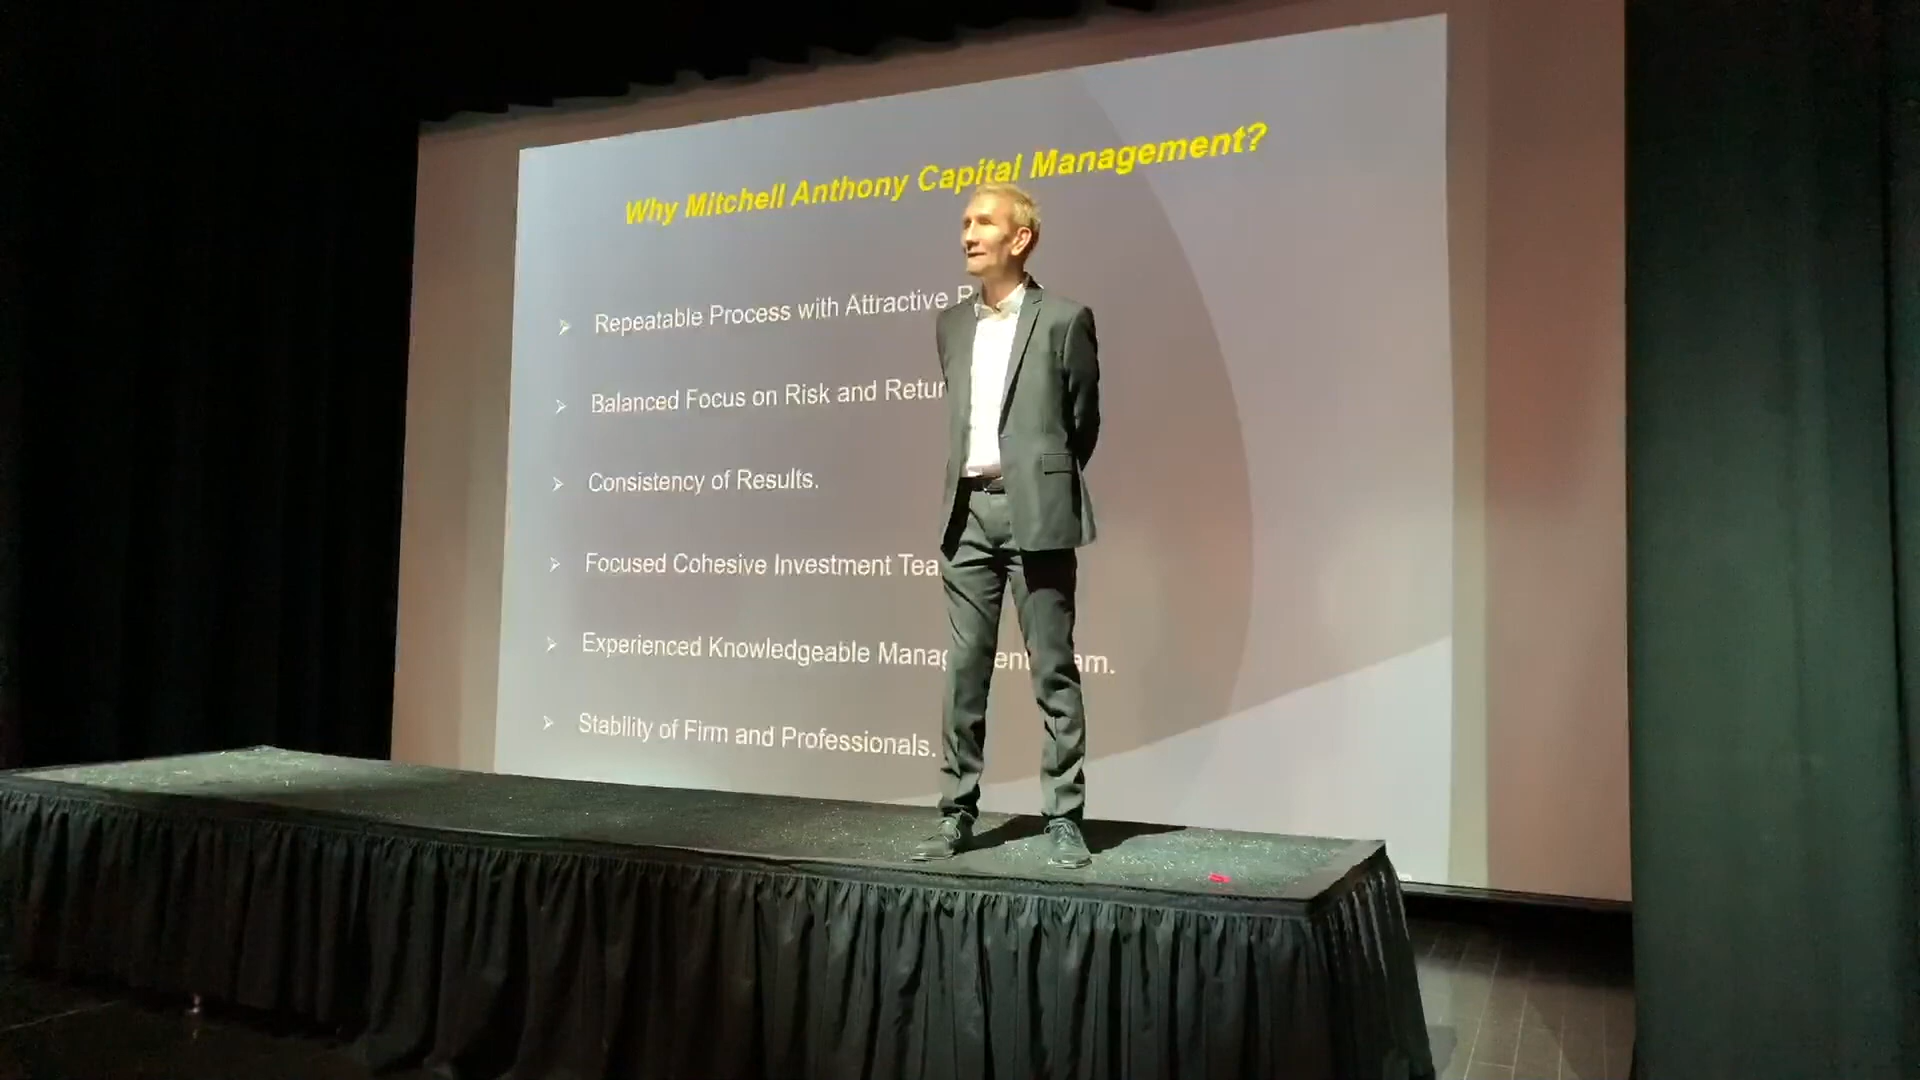 Why Mitchell Anthony Capital Management?
Repeatable Process with Attractive
Balanced Focus on Risk and
Consistency of Results.
Focused Cohesive Investment
Experienced Knowledgeable
Stability of Firm and Professionals.